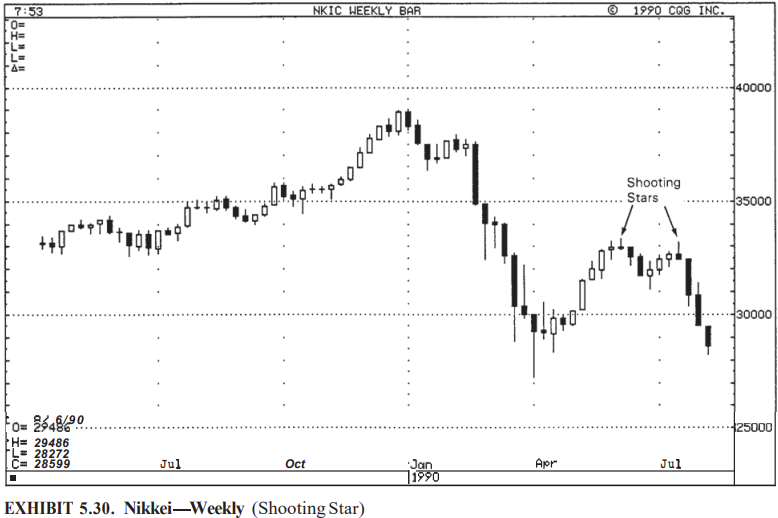 7:53 NKIC WEEKLY BAR © 1990 CQG INC.
O=
H=
L=
L=
Δ=
40000
35000
Shooting
Stars
30000
25000
8/ 6/90
O= 29486
H= 29486
L= 28272
C= 28599
Jul Oct Jan Apr Jul
1990
EXHIBIT 5.30. Nikkei—Weekly (Shooting Star)